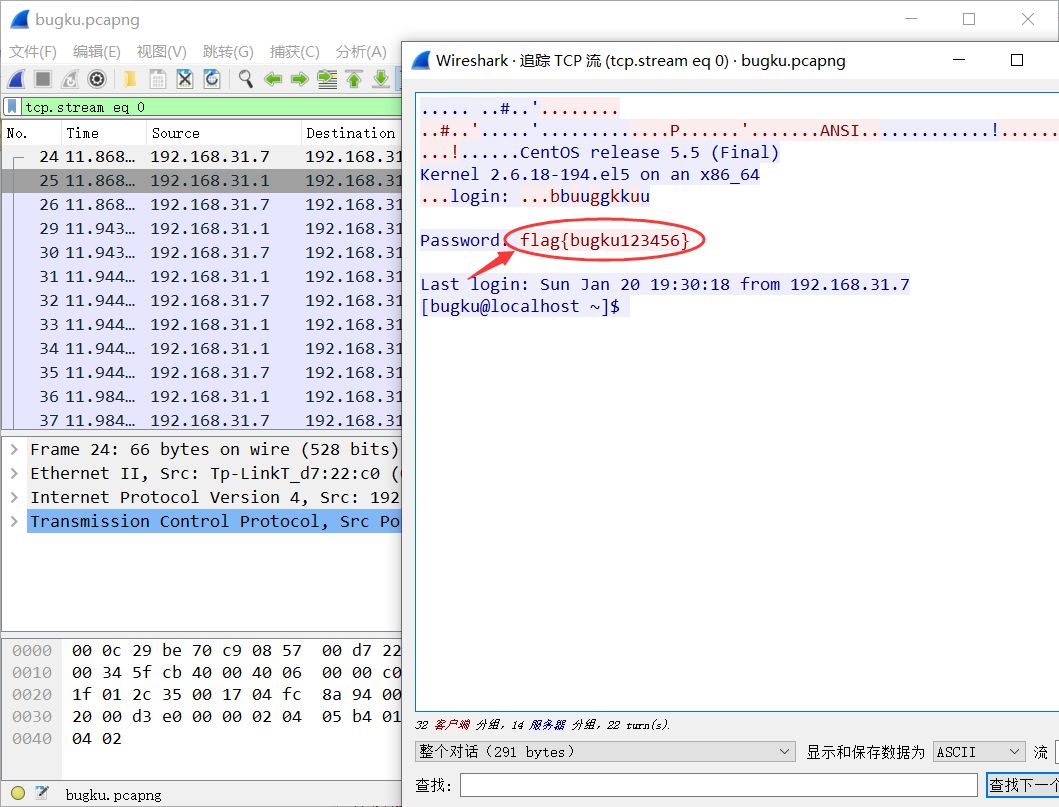 bugku.pcapng
文件(F) 编辑(E) 视图(V) 跳转(G) 捕获(C) 分析(A)
tcp.stream eq 0
No. Time Source Destination
24 11.868… 192.168.31.7 192.168.31
25 11.868… 192.168.31.1 192.168.31
26 11.868… 192.168.31.7 192.168.31
29 11.943… 192.168.31.1 192.168.31
30 11.943… 192.168.31.7 192.168.31
31 11.944… 192.168.31.1 192.168.31
32 11.944… 192.168.31.7 192.168.31
33 11.944… 192.168.31.1 192.168.31
34 11.944… 192.168.31.1 192.168.31
35 11.944… 192.168.31.7 192.168.31
36 11.984… 192.168.31.1 192.168.31
37 11.984… 192.168.31.7 192.168.31
Frame 24: 66 bytes on wire (528 bits)
Ethernet II, Src: Tp-LinkT_d7:22:c0 (
Internet Protocol Version 4, Src: 192
Transmission Control Protocol, Src Po
0000 00 0c 29 be 70 c9 08 57 00 d7 22
0010 00 34 5f cb 40 00 40 06 00 00 c0
0020 1f 01 2c 35 00 17 04 fc 8a 94 00
0030 20 00 d3 e0 00 00 02 04 05 b4 01
0040 04 02
bugku.pcapng
Wireshark · 追踪 TCP 流 (tcp.stream eq 0) · bugku.pcapng
..... ..#..'........
..#..'.....'.............P......'.......ANSI.............!......
...!......CentOS release 5.5 (Final)
Kernel 2.6.18-194.el5 on an x86_64
...login: ...bbuuggkkuu
Password: flag{bugku123456}
Last login: Sun Jan 20 19:30:18 from 192.168.31.7
[bugku@localhost ~]$
32 客户端 分组, 14 服务器 分组, 22 turn(s).
整个对话 (291 bytes) 显示和保存数据为 ASCII 流
查找: 查找下一个